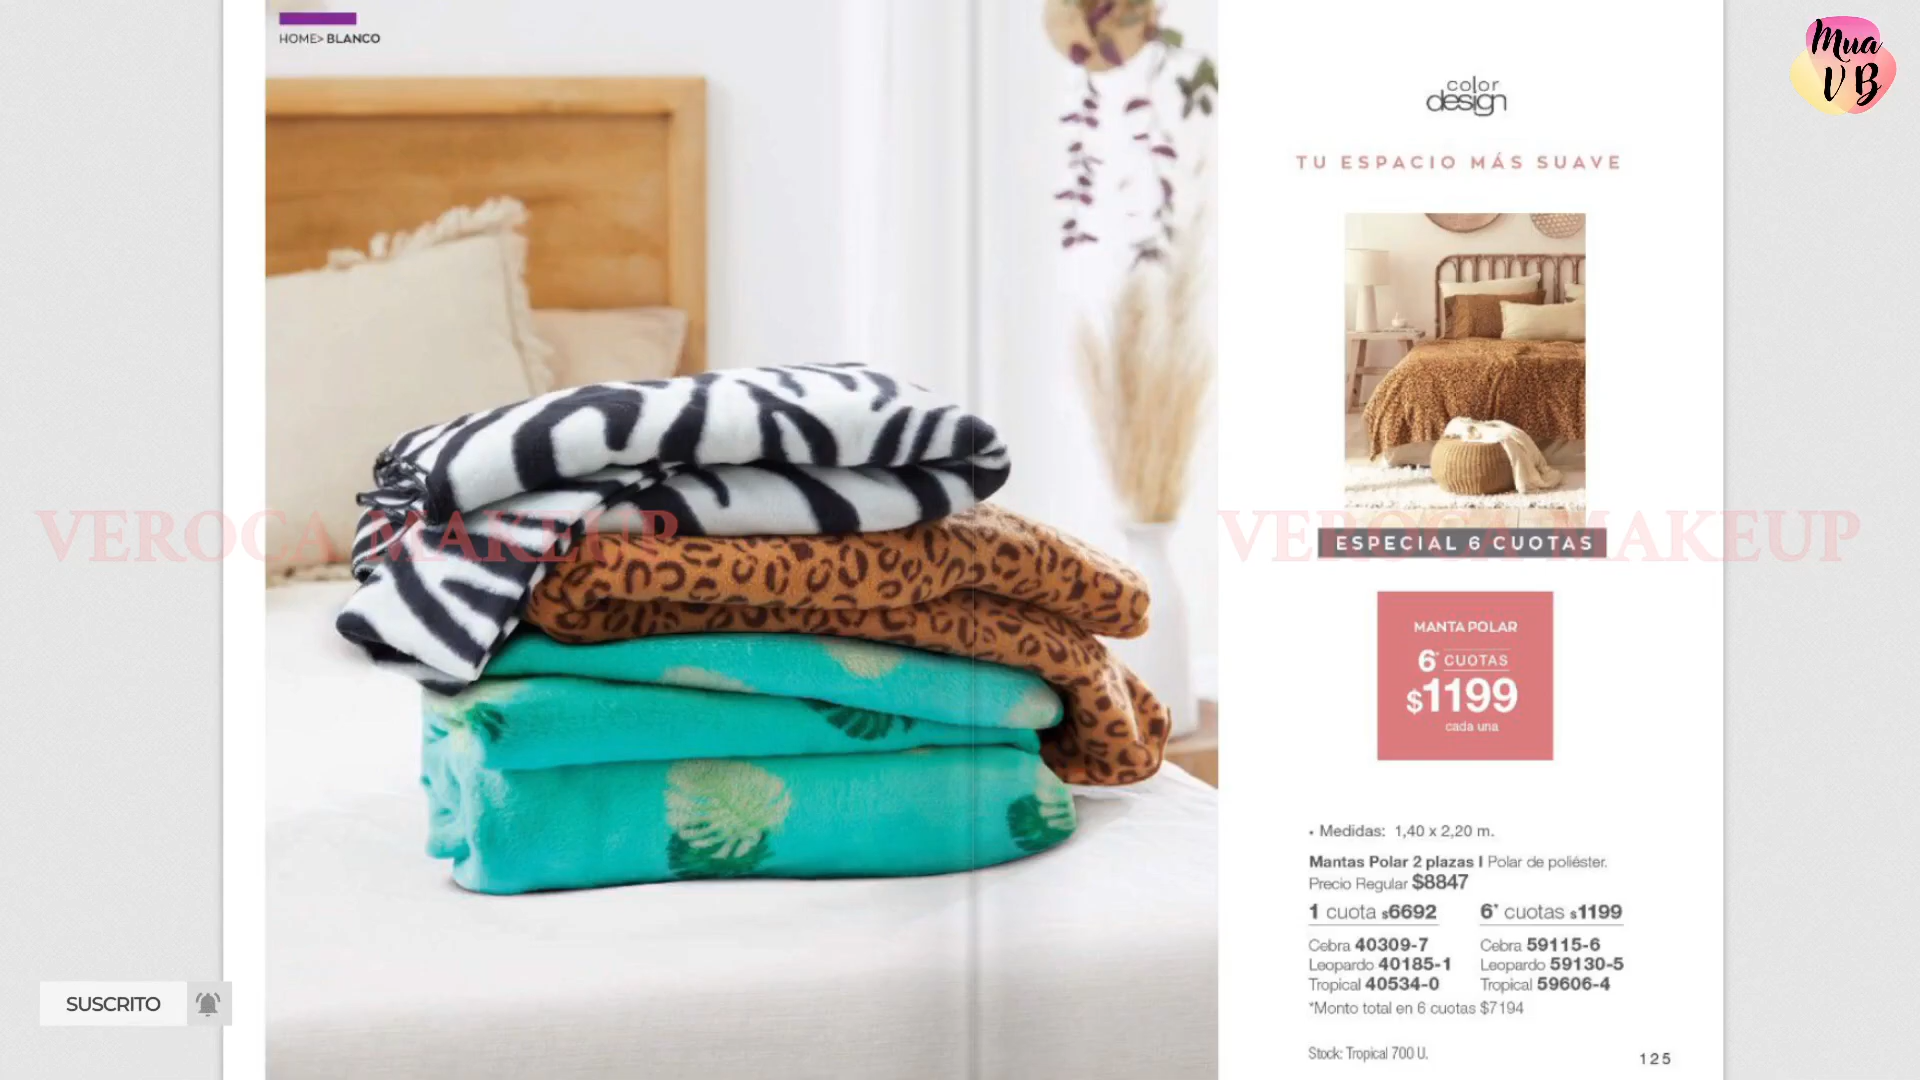 HOME> BLANCO
Mua
VB
color
design
TU ESPACIO MÁS SUAVE
VEROCA MAKEUP
VEROCA MAKEUP
ESPECIAL 6 CUOTAS
MANTA POLAR
6* CUOTAS
$1199
cada una
• Medidas: 1,40 x 2,20 m.
Mantas Polar 2 plazas I Polar de poliéster.
Precio Regular $8847
1 cuota $6692 6* cuotas $1199
Cebra 40309-7 Cebra 59115-6
Leopardo 40185-1 Leopardo 59130-5
Tropical 40534-0 Tropical 59606-4
*Monto total en 6 cuotas $7194
SUSCRITO
Stock: Tropical 700 U.
125